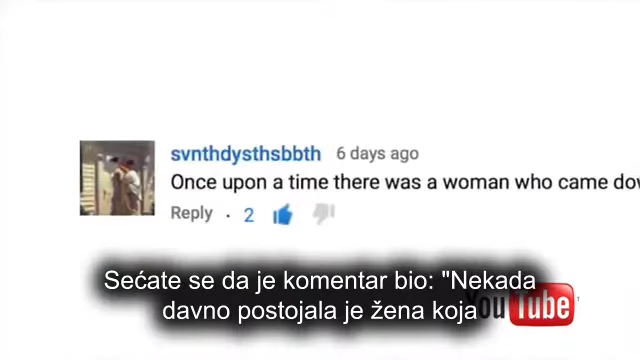 svnthdysthsbbth 6 days ago
Once upon a time there was a woman who came
Reply · 2
Sećate se da je komentar bio: "Nekada
davno postojala je žena koja
YouTube